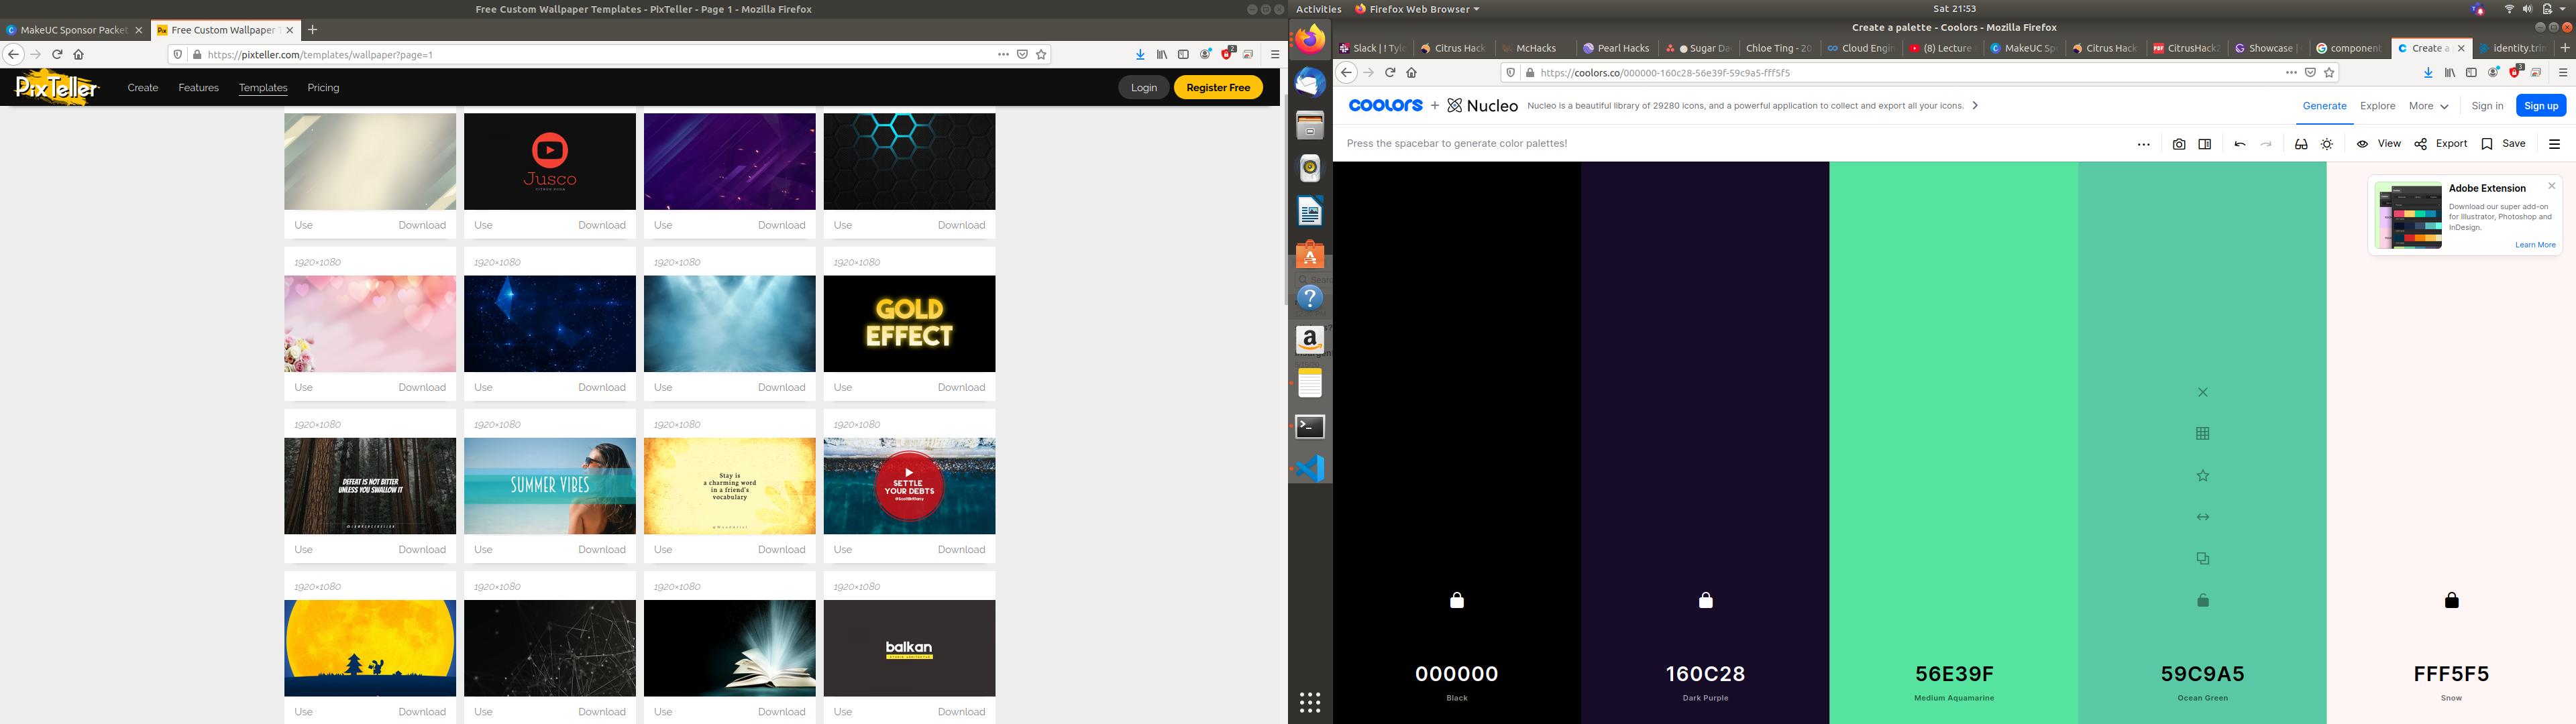 Free Custom Wallpaper Templates - PixTeller - Page 1 - Mozilla Firefox
MakeUC Sponsor Packet
Free Custom Wallpaper T
https://pixteller.com/templates/wallpaper?page=1
2
PixTeller
Create
Features
Templates
Pricing
Login
Register Free
Jusco
Use Download
Use Download
Use Download
Use Download
1920×1080
1920×1080
1920×1080
1920×1080
GOLD
EFFECT
Use Download
Use Download
Use Download
Use Download
1920×1080
1920×1080
1920×1080
1920×1080
DEFEAT IS NOT BITTER
UNLESS YOU SWALLOW IT
SUMMER VIBES
Stay is
a charming word
in a friend's
vocabulary
SETTLE
YOUR DEBTS
Use Download
Use Download
Use Download
Use Download
1920×1080
1920×1080
1920×1080
1920×1080
balkan
Use Download
Use Download
Use Download
Use Download
Activities
Firefox Web Browser
Sat 21:53
Create a palette - Coolors - Mozilla Firefox
Slack | ! Tyle
Citrus Hack
McHacks
Pearl Hacks
Sugar Da
Chloe Ting - 20
Cloud Engin
(8) Lecture
MakeUC Sp
Citrus Hack
CitrusHack2
Showcase |
component
Create a p
identity.trin
https://coolors.co/000000-160c28-56e39f-59c9a5-fff5f5
3
coolors + Nucleo
Nucleo is a beautiful library of 29280 icons, and a powerful application to collect and export all your icons.
Generate
Explore
More
Sign in
Sign up
Press the spacebar to generate color palettes!
View
Export
Save
Adobe Extension
Download our super add-on
for Illustrator, Photoshop and
InDesign.
Learn More
000000
Black
160C28
Dark Purple
56E39F
Medium Aquamarine
59C9A5
Ocean Green
FFF5F5
Snow